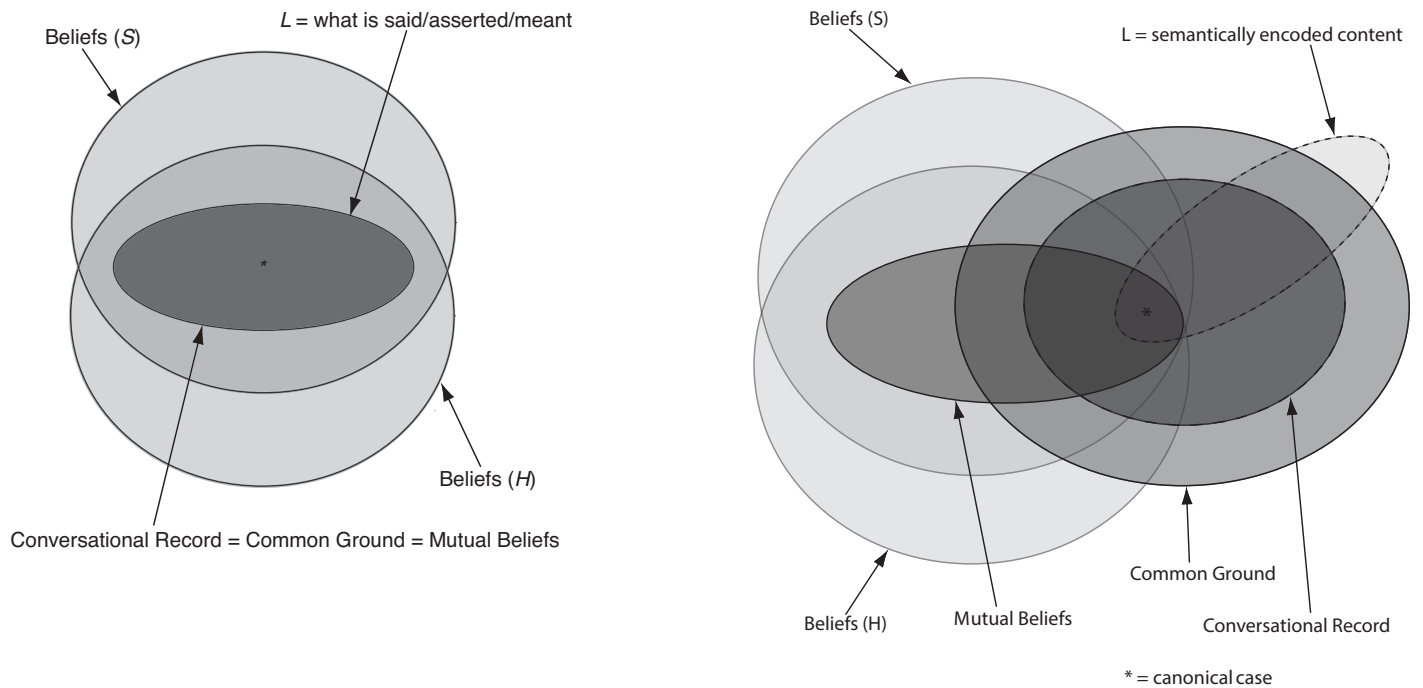 L = what is said/asserted/meant
Beliefs (S)
*
Beliefs (H)
Conversational Record = Common Ground = Mutual Beliefs
Beliefs (S)
L = semantically encoded content
*
Common Ground
Mutual Beliefs
Beliefs (H)
Conversational Record
* = canonical case